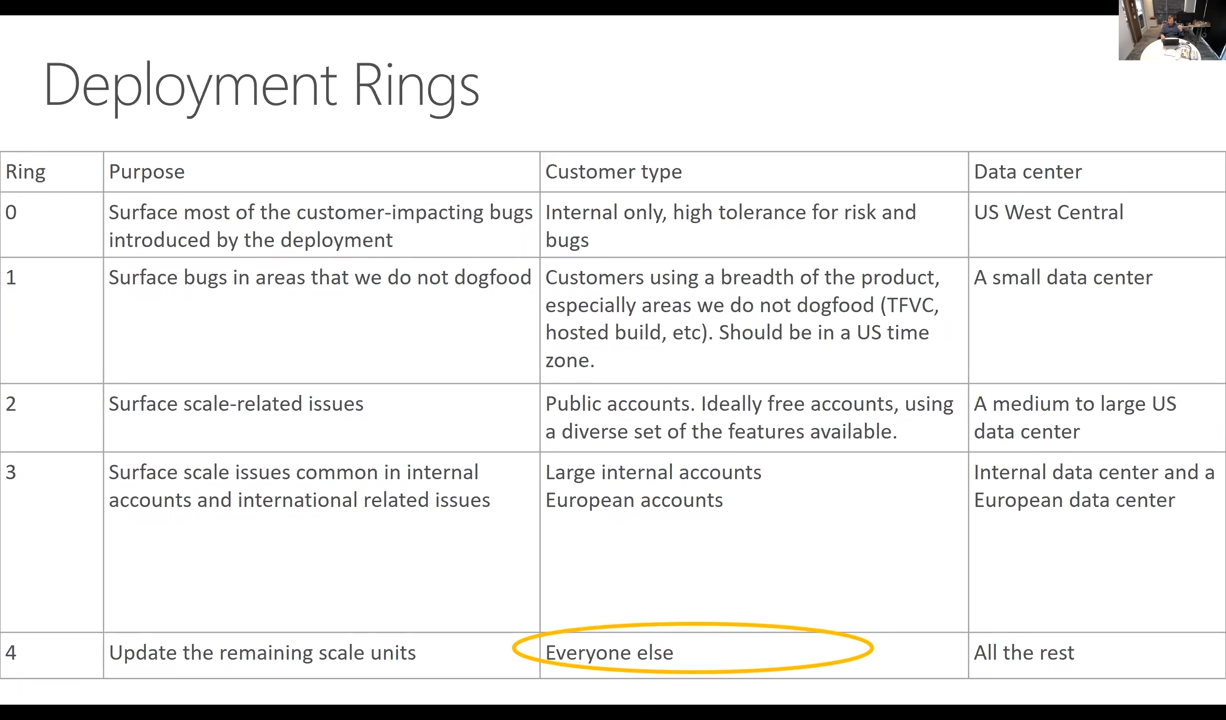 Deployment Rings
Ring Purpose Customer type Data center
0 Surface most of the customer-impacting bugs Internal only, high tolerance for risk and US West Central
introduced by the deployment bugs
1 Surface bugs in areas that we do not dogfood Customers using a breadth of the product, A small data center
especially areas we do not dogfood (TFVC,
hosted build, etc). Should be in a US time
zone.
2 Surface scale-related issues Public accounts. Ideally free accounts, using A medium to large US
a diverse set of the features available. data center
3 Surface scale issues common in internal Large internal accounts Internal data center and a
accounts and international related issues European accounts European data center
4 Update the remaining scale units Everyone else All the rest